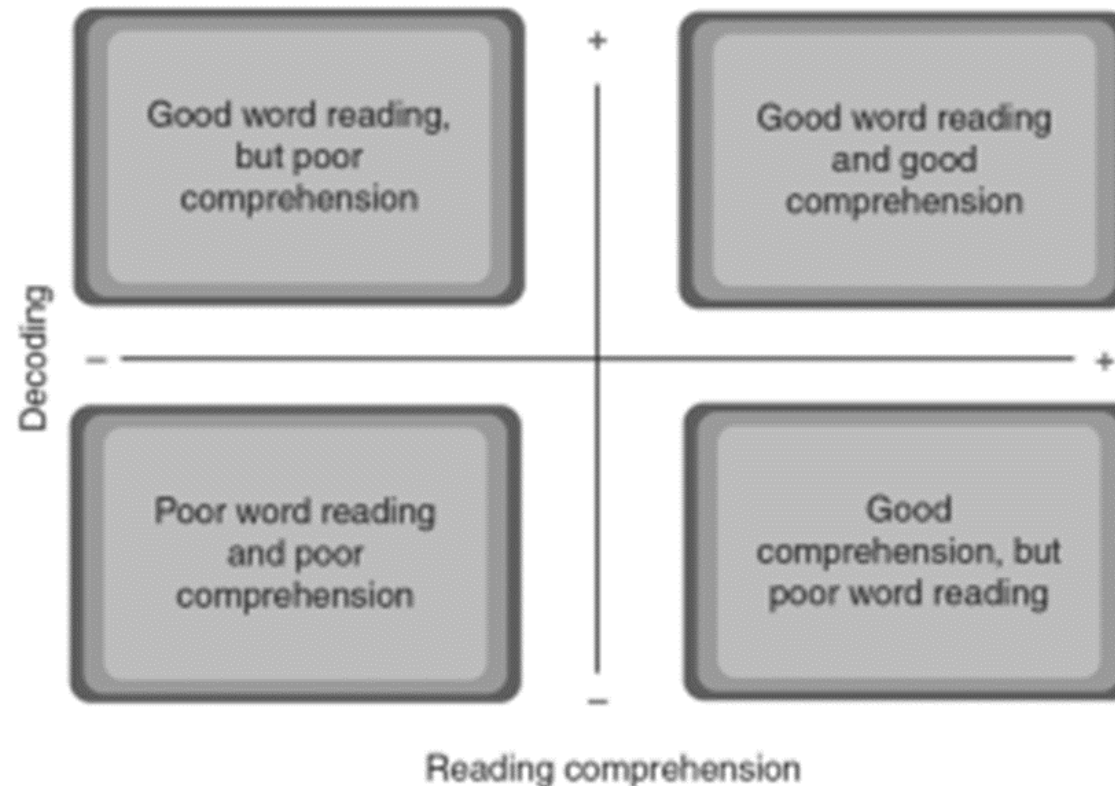 Good word reading,
but poor
comprehension
+
Good word reading
and good
comprehension
Decoding
–
+
Poor word reading
and poor
comprehension
Good
comprehension, but
poor word reading
–
Reading comprehension